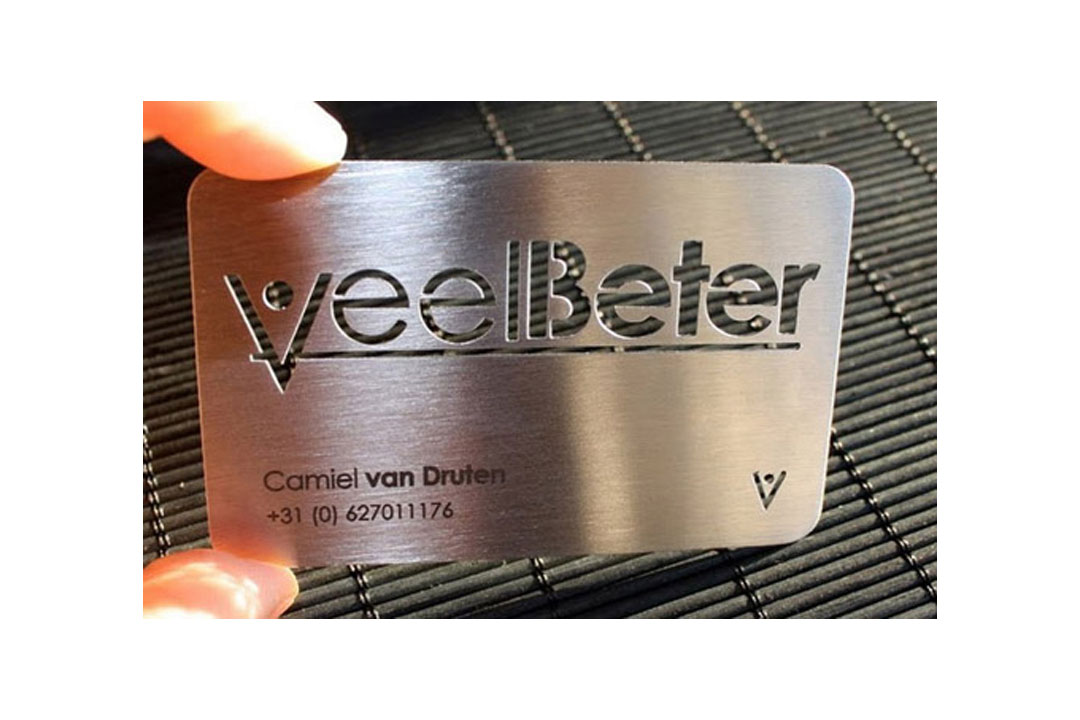 VeelBeter
Camiel van Druten
+31 (0) 627011176
V